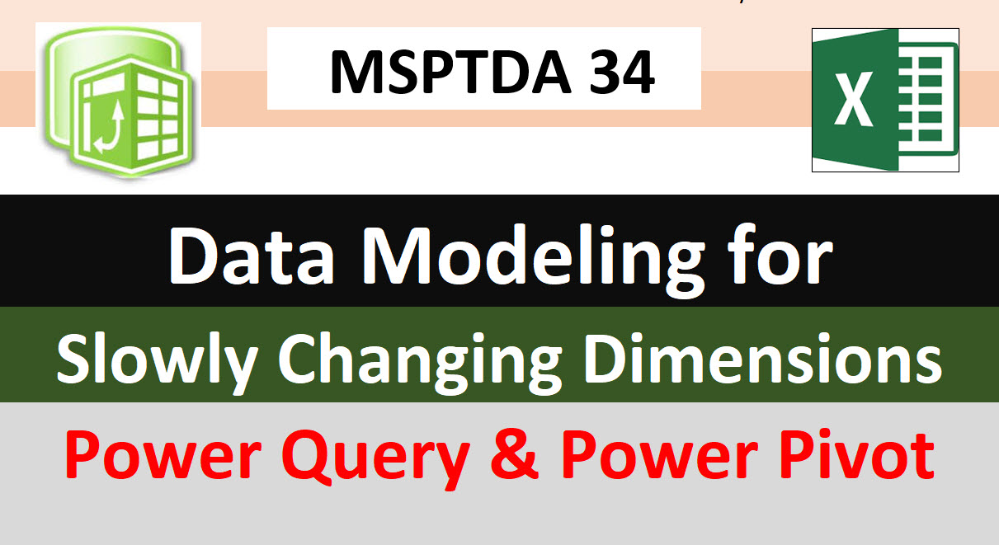 MSPTDA 34
X
Data Modeling for
Slowly Changing Dimensions
Power Query & Power Pivot